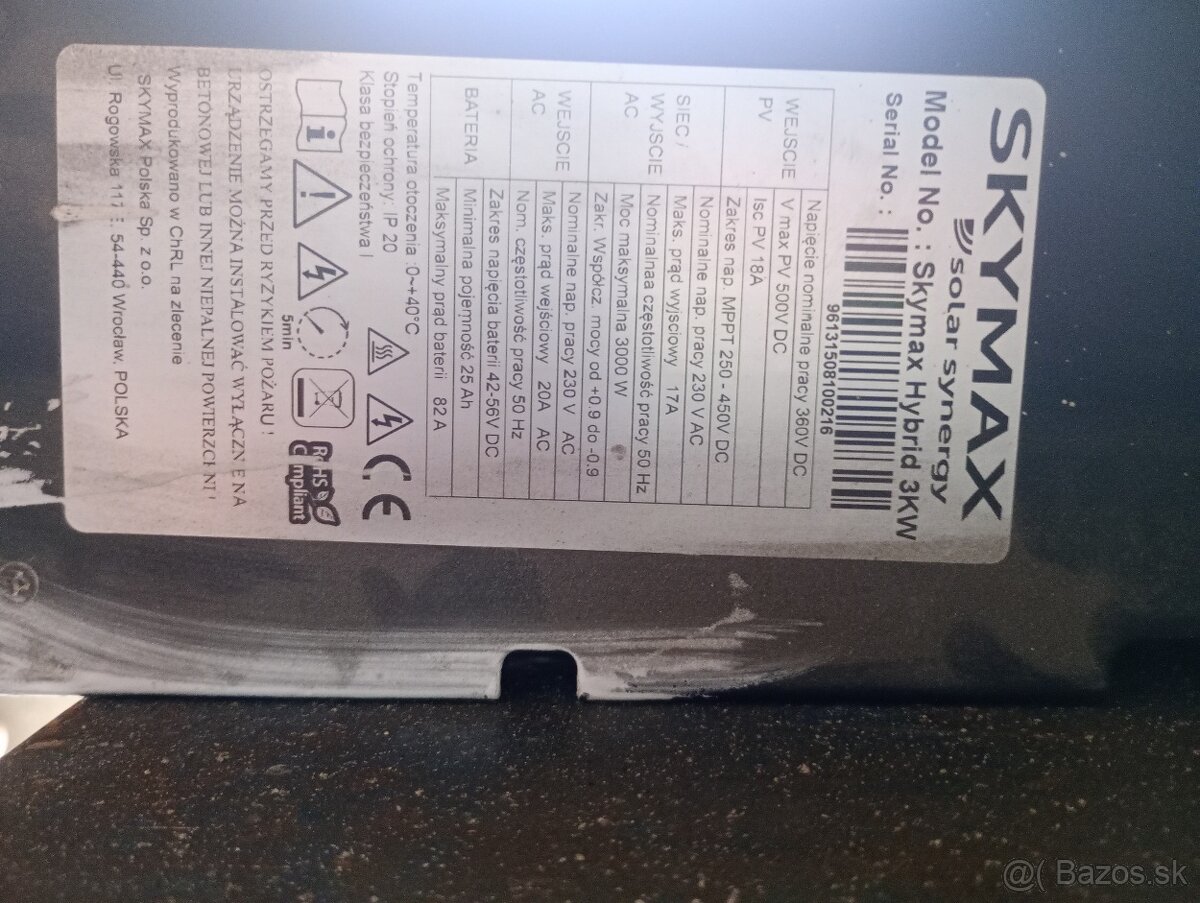 SKYMAX
solar synergy
Model No. : Skymax Hybrid 3KW
Serial No. :
96131508100216
WEJSCIE PV
Napięcie nominalne pracy 360V DC
V max PV 500V DC
Isc PV 18A
Zakres nap. MPPT 250 - 450V DC
SIEC / WYJSCIE AC
Nominalne nap. pracy 230 V AC
Maks. prąd wyjsciowy 17A
Nominalnaa częstotliwość pracy 50 Hz
Moc maksymalna 3000 W
Zakr. Współcz. mocy od +0.9 do -0.9
WEJSCIE AC
Nominalne nap. pracy 230 V AC
Maks. prąd wejściowy 20A AC
Nom. częstotliwość pracy 50 Hz
BATERIA
Zakres napięcia baterii 42-56V DC
Minimalna pojemność 25 Ah
Maksymalny prąd baterii 82A
Temperatura otoczenia :0~+40°C
Stopień ochrony: IP 20
Klasa bezpieczeństwa I
CE
5min
RoHS
Compliant
OSTRZEGAMY PRZED RYZYKIEM POŻARU !
URZĄDZENIE MOŻNA INSTALOWAĆ WYŁĄCZNIE NA
BETONOWEJ LUB INNEJ NIEPALNEJ POWIERZCHNI !
Wyprodukowano w ChRL na zlecenie
SKYMAX Polska Sp. z o.o.
Ul. Rogowska 111 54-440 Wrocław, POLSKA
@( Bazos.sk